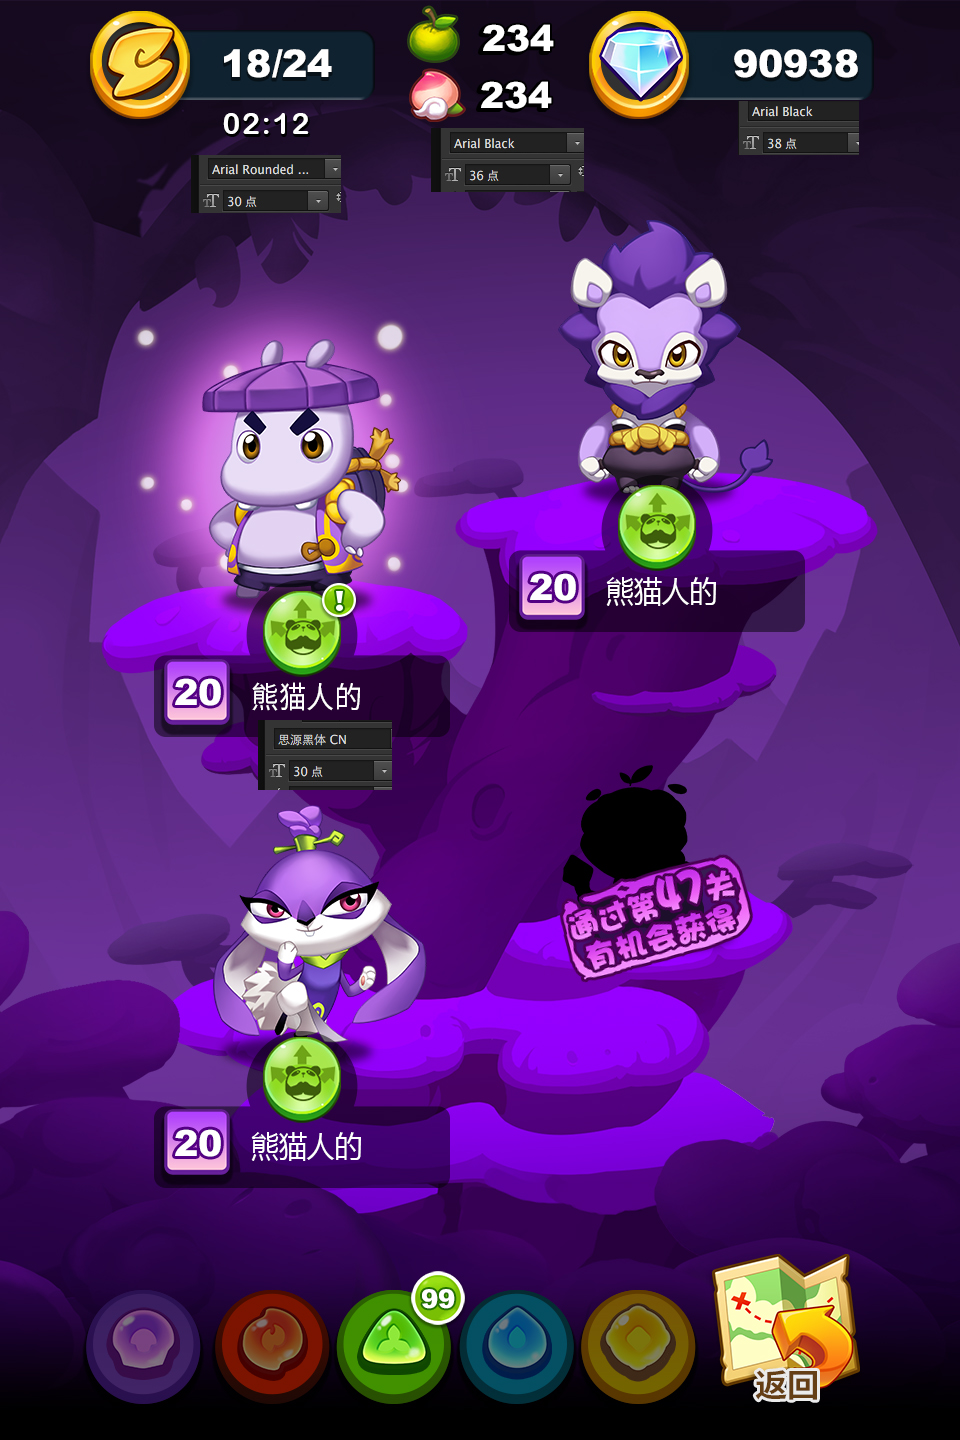 18/24
234
90938
234
02:12
Arial Black
38 点
Arial Black
36 点
Arial Rounded ...
30 点
20 熊猫人的
20 熊猫人的
思源黑体 CN
30 点
通过第47关
有机会获得
20 熊猫人的
99
返回